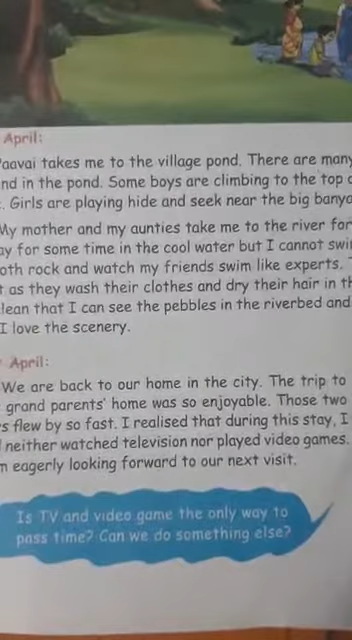 April:
Paavai takes me to the village pond. There are many
nd in the pond. Some boys are climbing to the top
. Girls are playing hide and seek near the big banya
My mother and my aunties take me to the river for
ay for some time in the cool water but I cannot swi
oth rock and watch my friends swim like experts.
t as they wash their clothes and dry their hair in th
lean that I can see the pebbles in the riverbed and
I love the scenery.
April:
We are back to our home in the city. The trip to
grand parents' home was so enjoyable. Those two
s flew by so fast. I realised that during this stay, I
neither watched television nor played video games.
m eagerly looking forward to our next visit.
Is TV and video game the only way to
pass time? Can we do something else?